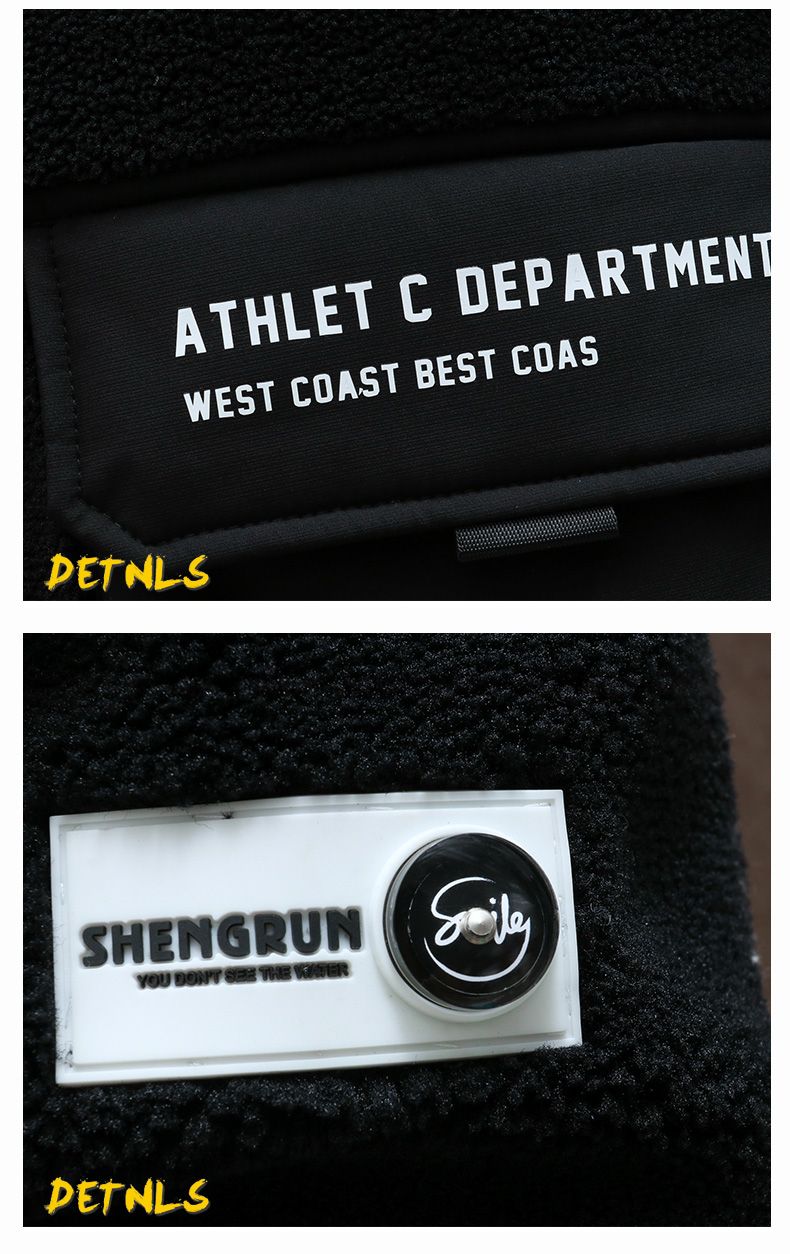 ATHLET C DEPARTMENT
WEST COAST BEST COAS
DETNLS
SHENGRUN
YOU DON'T SEE THE WATER
Smile
DETNLS